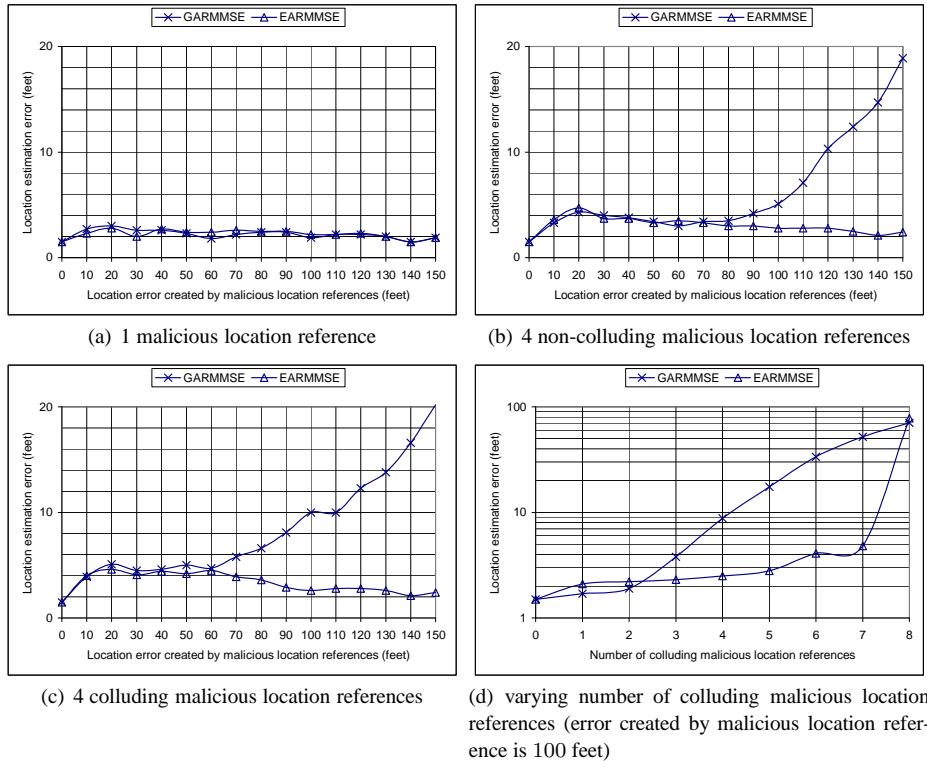 GARMMSE EARMMSE
20
10
0
Location estimation error (feet)
0 10 20 30 40 50 60 70 80 90 100 110 120 130 140 150
Location error created by malicious location references (feet)
(a) 1 malicious location reference
GARMMSE EARMMSE
20
10
0
Location estimation error (feet)
0 10 20 30 40 50 60 70 80 90 100 110 120 130 140 150
Location error created by malicious location references (feet)
(b) 4 non-colluding malicious location references
GARMMSE EARMMSE
20
10
0
Location estimation error (feet)
0 10 20 30 40 50 60 70 80 90 100 110 120 130 140 150
Location error created by malicious location references (feet)
(c) 4 colluding malicious location references
GARMMSE EARMMSE
100
10
1
Location estimation error (feet)
0 1 2 3 4 5 6 7 8
Number of colluding malicious location references
(d) varying number of colluding malicious location
references (error created by malicious location refer-
ence is 100 feet)